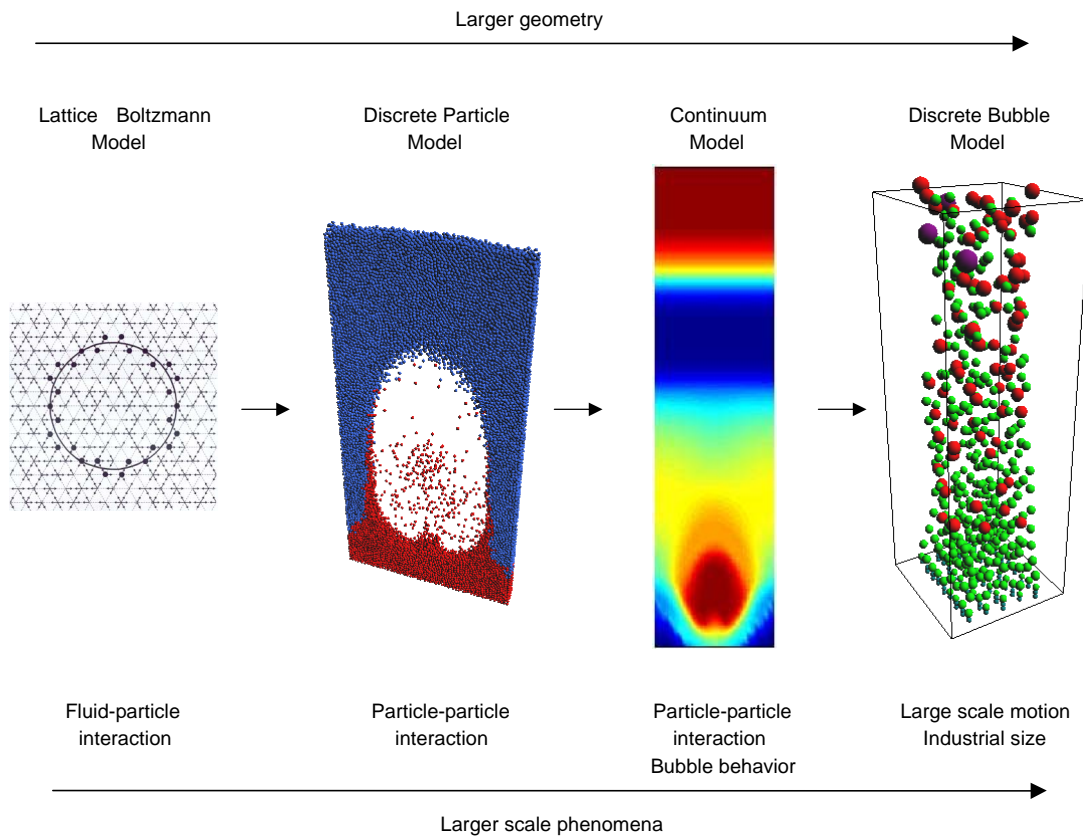 Larger geometry
Lattice Boltzmann
Model
Discrete Particle
Model
Continuum
Model
Discrete Bubble
Model
Fluid-particle
interaction
Particle-particle
interaction
Particle-particle
interaction
Bubble behavior
Large scale motion
Industrial size
Larger scale phenomena